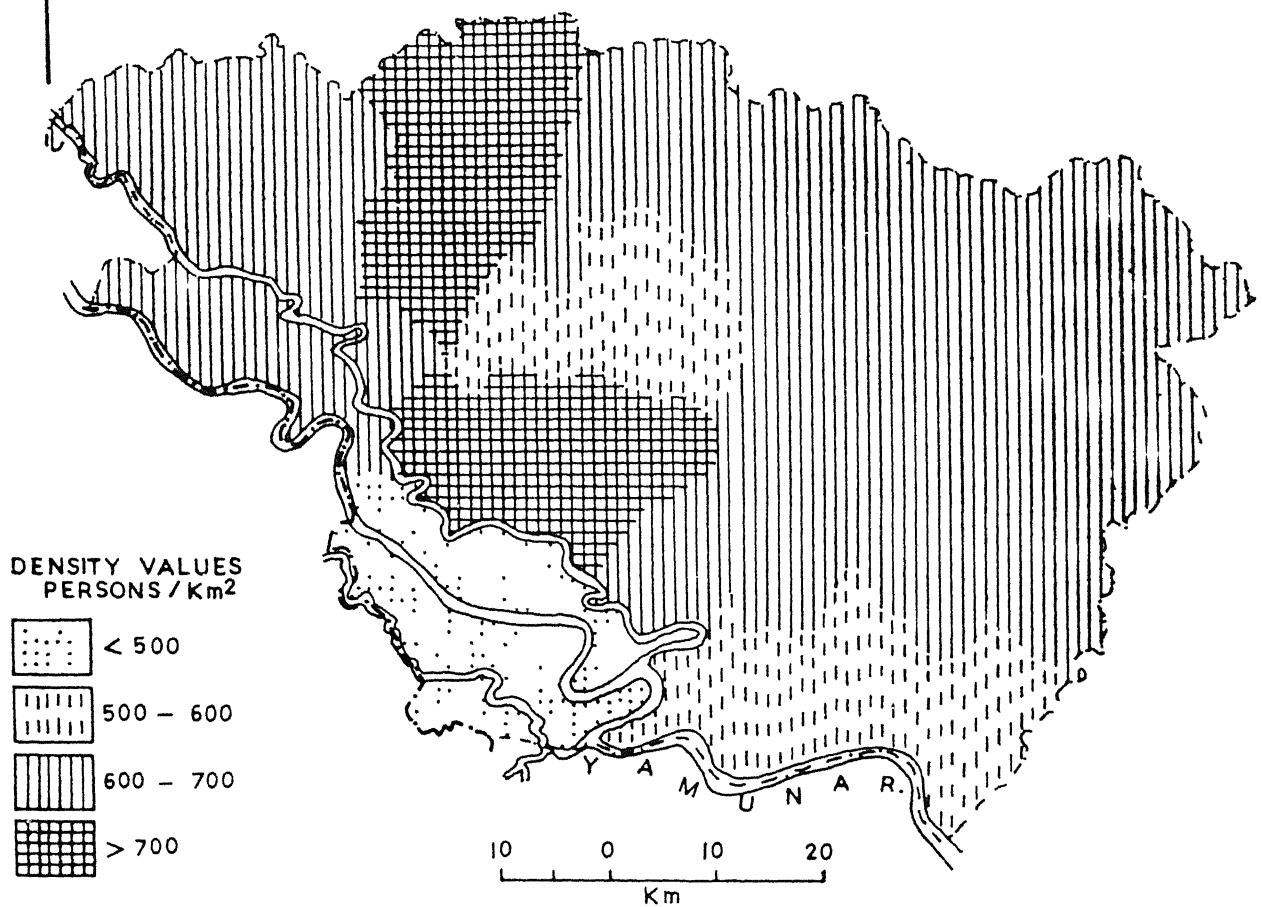 DENSITY VALUES
PERSONS / Km²
< 500
500 – 600
600 – 700
> 700
Y A M U N A R.
10 0 10 20
Km